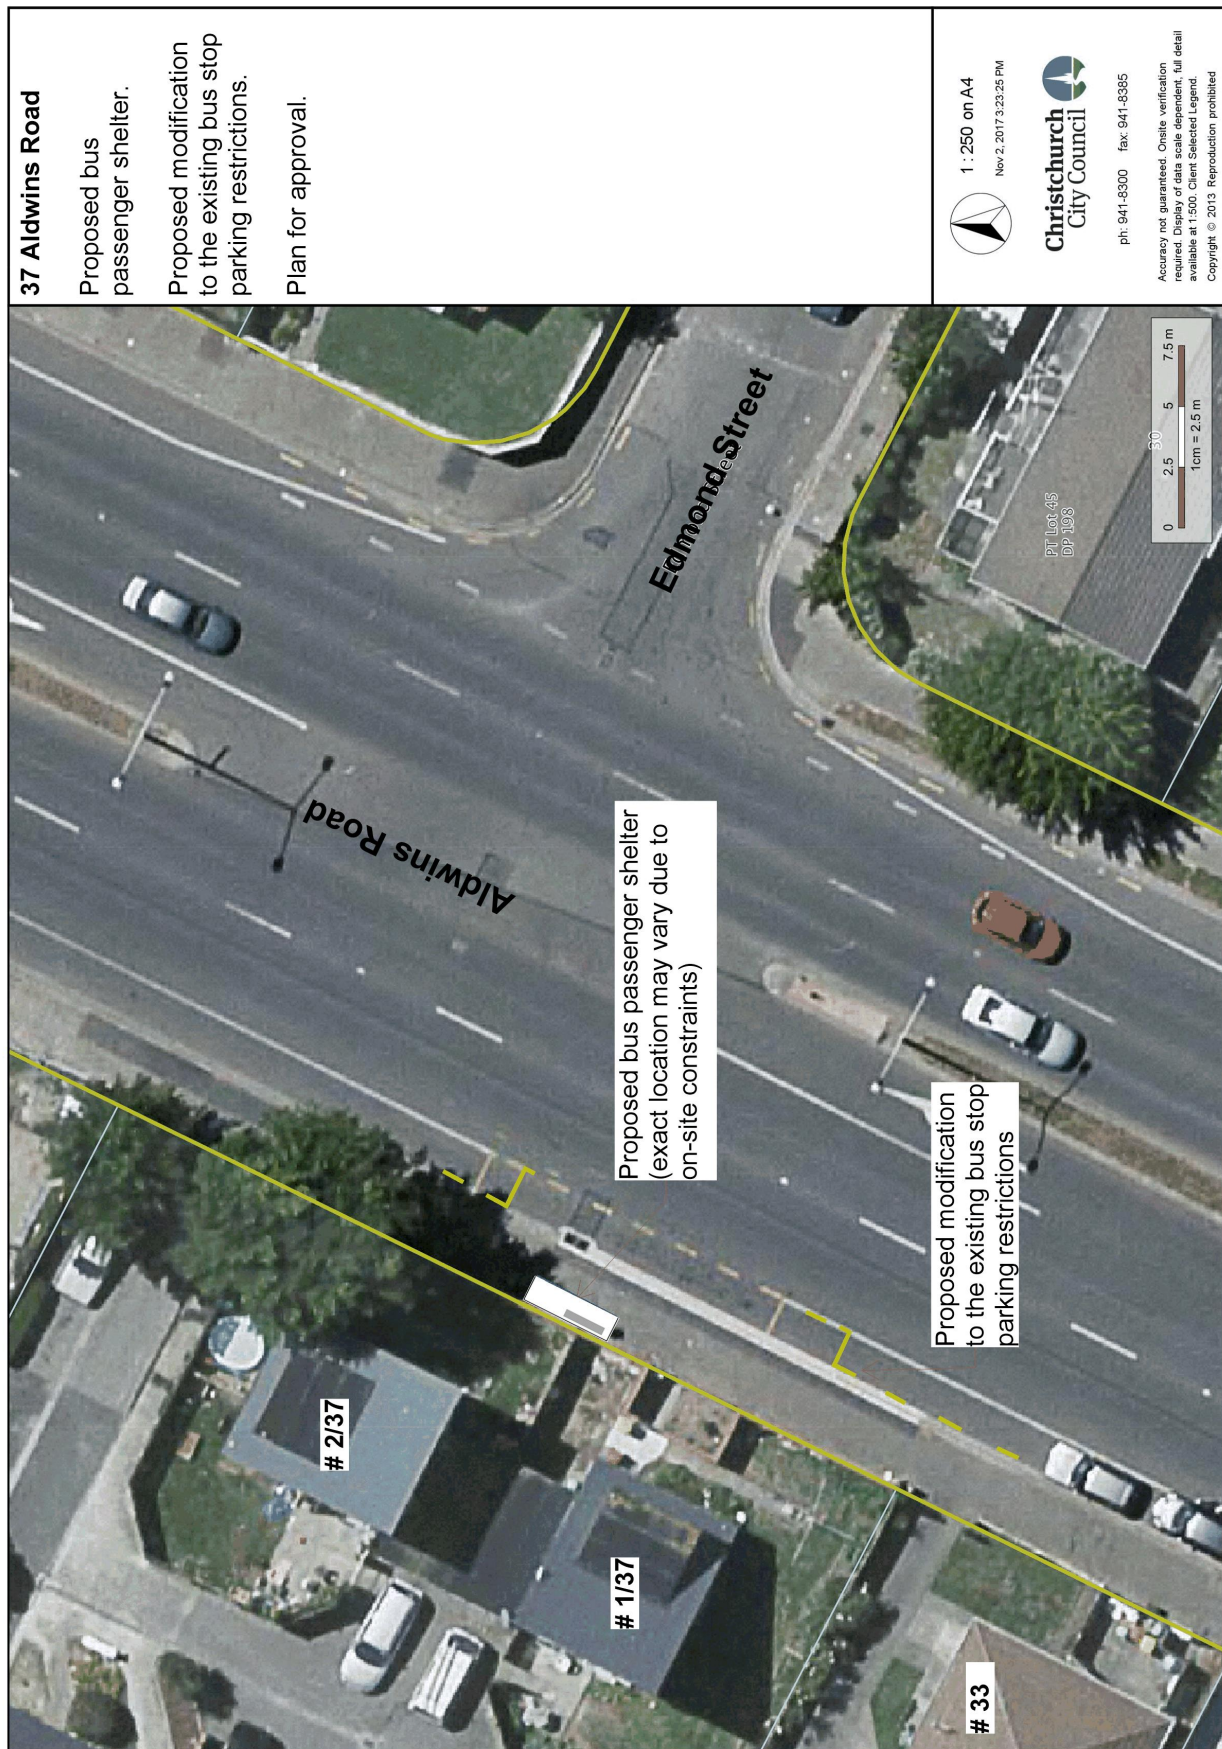 37 Aldwins Road
Proposed bus
passenger shelter.
Proposed modification
to the existing bus stop
parking restrictions.
Plan for approval.
1 : 250 on A4
Nov 2, 2017 3:23:25 PM
Christchurch
City Council
ph: 941-8300 fax: 941-8385
Accuracy not guaranteed. Onsite verification
required. Display of data scale dependent, full detail
available at 1:500. Client Selected Legend.
Copyright © 2013 Reproduction prohibited
Aldwins Road
Edmond Street
Proposed bus passenger shelter
(exact location may vary due to
on-site constraints)
Proposed modification
to the existing bus stop
parking restrictions
# 2/37
# 1/37
# 33
PT Lot 45
DP 198
30
0 2.5 5 7.5 m
1cm = 2.5 m